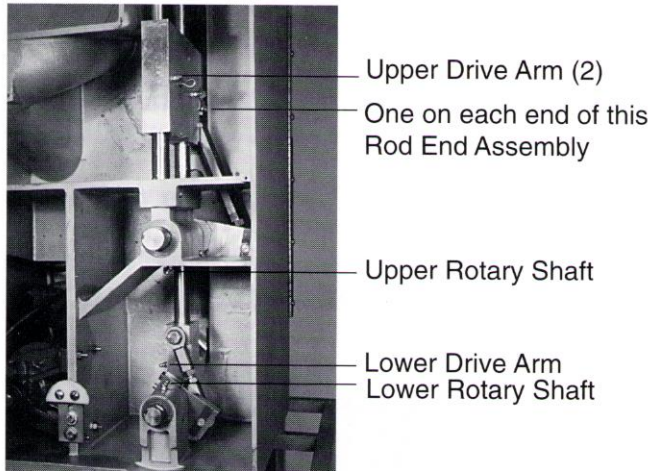 Upper Drive Arm (2)
One on each end of this
Rod End Assembly
Upper Rotary Shaft
Lower Drive Arm
Lower Rotary Shaft